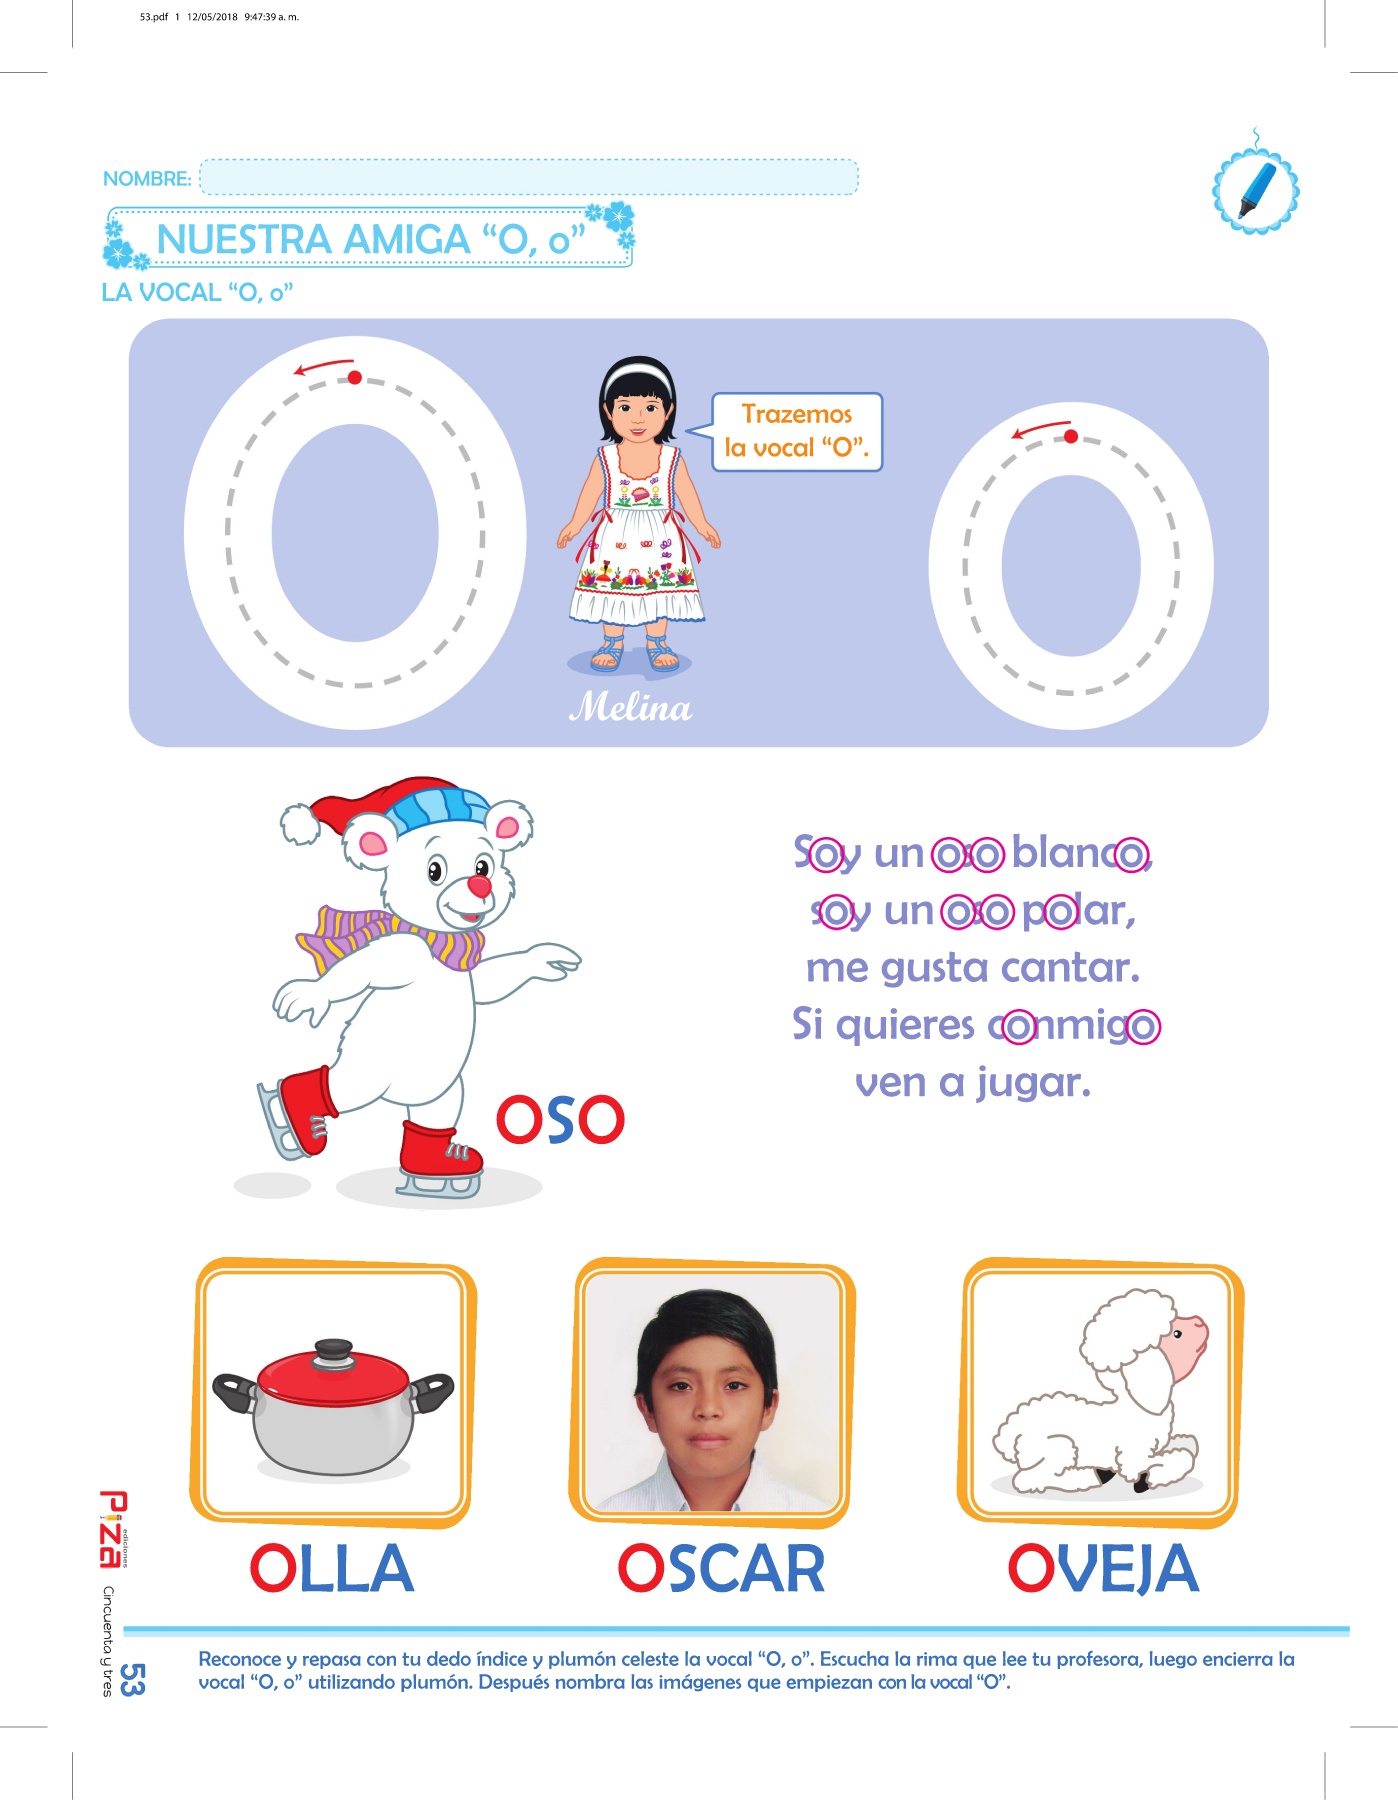 53.pdf 1 12/05/2018 9:47:39 a. m.
NOMBRE:
NUESTRA AMIGA “O, o”
LA VOCAL “O, o”
Trazemos
la vocal “O”.
Melina
Soy un oso blanco,
soy un oso polar,
me gusta cantar.
Si quieres conmigo
ven a jugar.
OSO
OLLA
OSCAR
OVEJA
Piza
ediciones
Cincuenta y tres
53
Reconoce y repasa con tu dedo índice y plumón celeste la vocal “O, o”. Escucha la rima que lee tu profesora, luego encierra la
vocal “O, o” utilizando plumón. Después nombra las imágenes que empiezan con la vocal “O”.